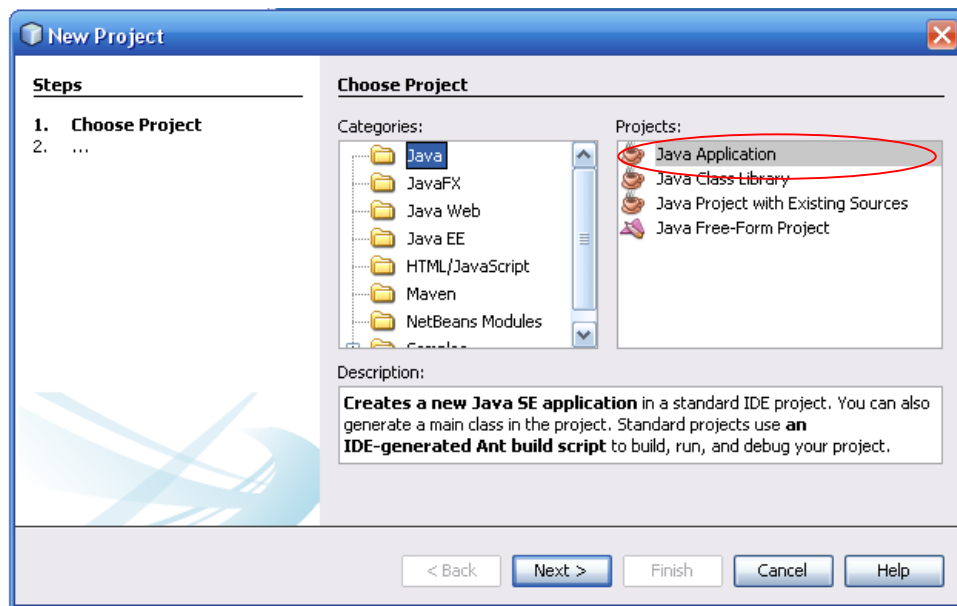 New Project
Steps
1. Choose Project
2. ...
Choose Project
Categories:
Java
JavaFX
Java Web
Java EE
HTML/JavaScript
Maven
NetBeans Modules
Projects:
Java Application
Java Class Library
Java Project with Existing Sources
Java Free-Form Project
Description:
Creates a new Java SE application in a standard IDE project. You can also
generate a main class in the project. Standard projects use an
IDE-generated Ant build script to build, run, and debug your project.
< Back
Next >
Finish
Cancel
Help